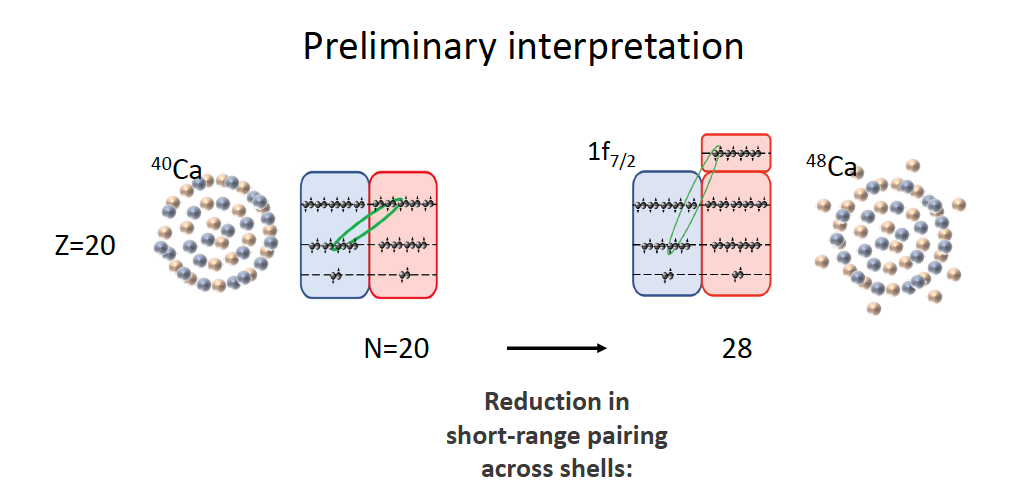 Preliminary interpretation
⁴⁰Ca
1f₇/₂
⁴⁸Ca
Z=20
N=20
28
Reduction in
short-range pairing
across shells: